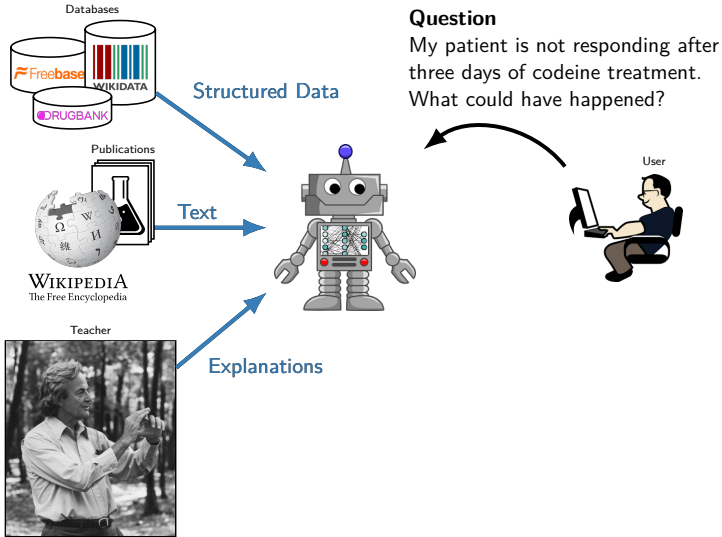 Databases
Freebase
WIKIDATA
DRUGBANK
Structured Data
Question
My patient is not responding after
three days of codeine treatment.
What could have happened?
Publications
Ω
W
維
И
WIKIPEDIA
The Free Encyclopedia
Text
User
Teacher
Explanations